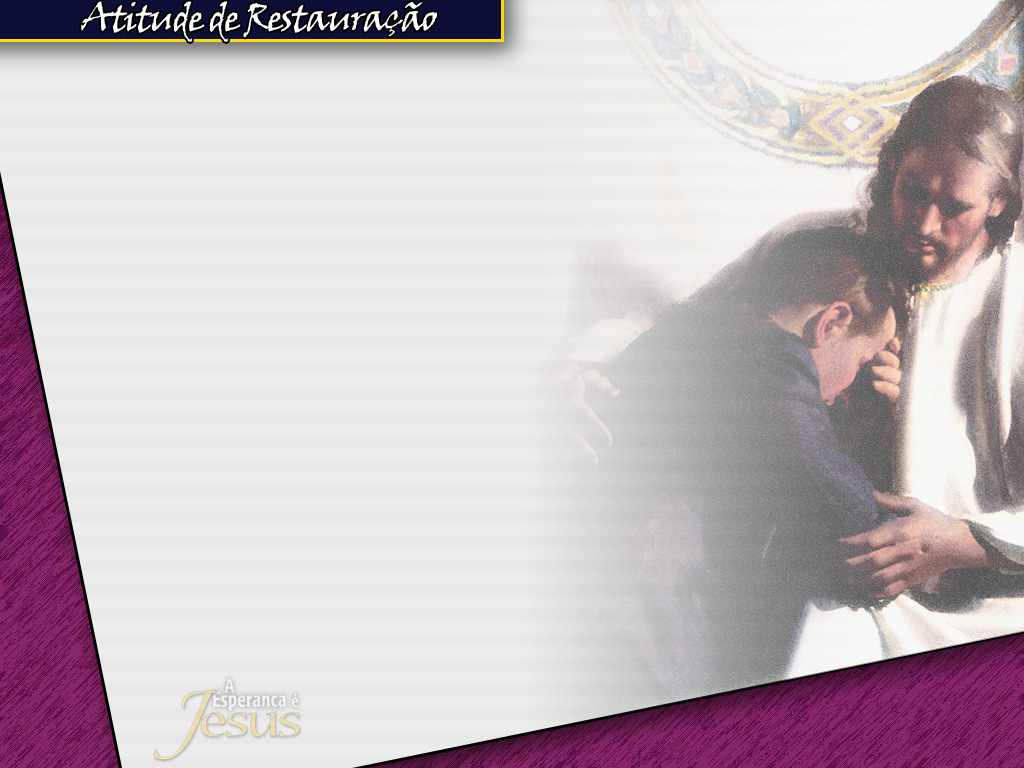 Atitude de Restauração
A
Esperança é
Jesus